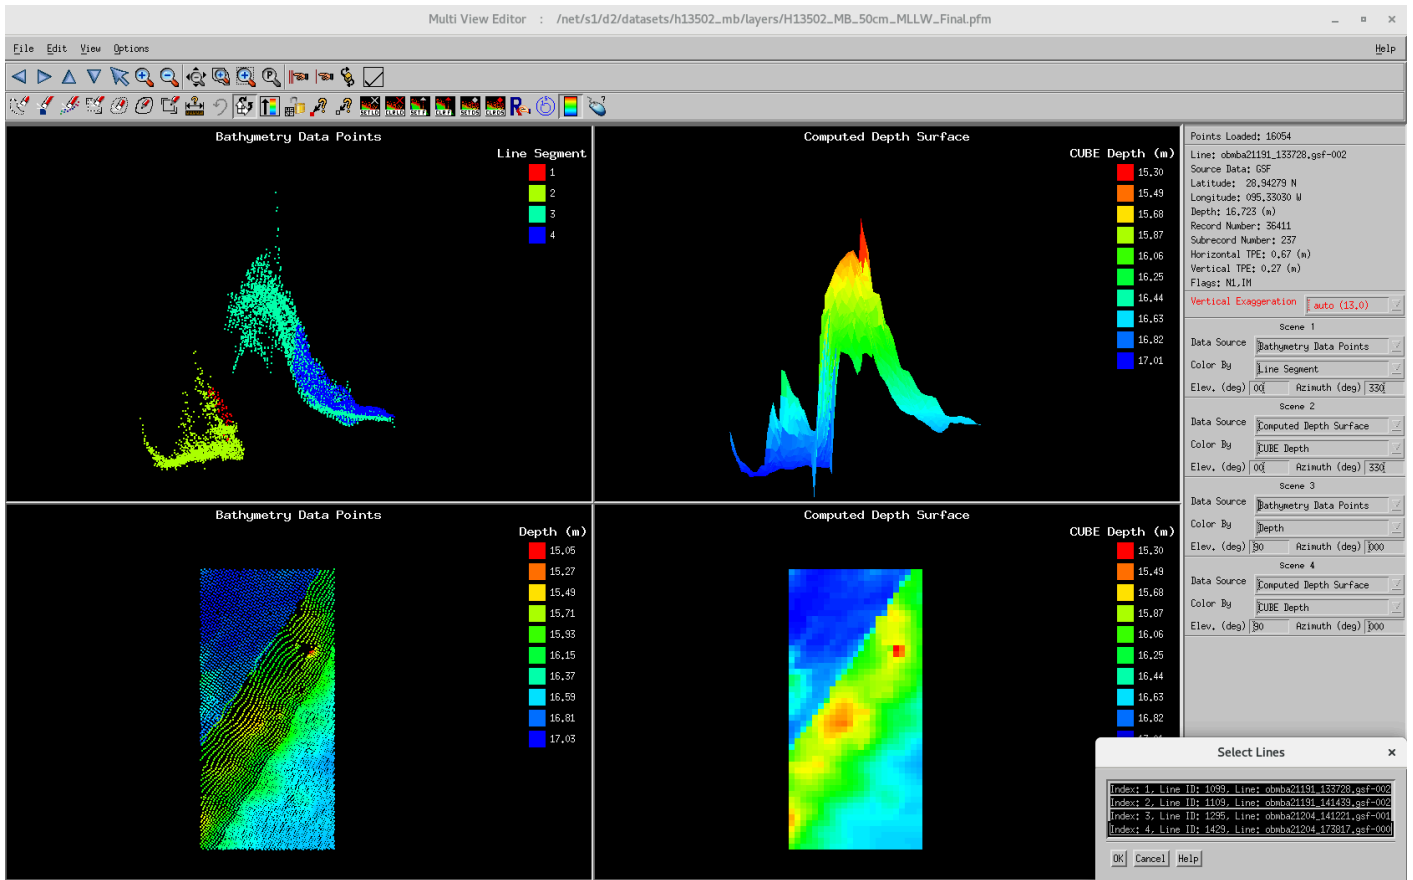 Multi View Editor : /net/s1/d2/datasets/h13502_mb/layers/H13502_MB_50cm_MLLW_Final.pfm
File Edit View Options Help
Bathymetry Data Points
Line Segment
1
2
3
4
Computed Depth Surface
CUBE Depth (m)
15.30
15.49
15.68
15.87
16.06
16.25
16.44
16.63
16.82
17.01
Bathymetry Data Points
Depth (m)
15.05
15.27
15.49
15.71
15.93
16.15
16.37
16.59
16.81
17.03
Computed Depth Surface
CUBE Depth (m)
15.30
15.49
15.68
15.87
16.06
16.25
16.44
16.63
16.82
Points Loaded: 16054
Line: obmba21191_133728.gsf-002
Source Data: GSF
Latitude: 28.94279 N
Longitude: 095.33030 W
Depth: 16.723 (m)
Record Number: 36411
Subrecord Number: 237
Horizontal TPE: 0.67 (m)
Vertical TPE: 0.27 (m)
Flags: N1,IM
Vertical Exaggeration auto (13.0)
Scene 1
Data Source Bathymetry Data Points
Color By Line Segment
Elev. (deg) 00 Azimuth (deg) 330
Scene 2
Data Source Computed Depth Surface
Color By CUBE Depth
Elev. (deg) 00 Azimuth (deg) 330
Scene 3
Data Source Bathymetry Data Points
Color By Depth
Elev. (deg) 90 Azimuth (deg) 000
Scene 4
Data Source Computed Depth Surface
Color By CUBE Depth
Elev. (deg) 90 Azimuth (deg) 000
Select Lines
Index: 1, Line ID: 1099, Line: obmba21191_133728.gsf-002
Index: 2, Line ID: 1109, Line: obmba21191_141439.gsf-002
Index: 3, Line ID: 1295, Line: obmba21204_141221.gsf-001
Index: 4, Line ID: 1429, Line: obmba21204_173817.gsf-000
OK Cancel Help